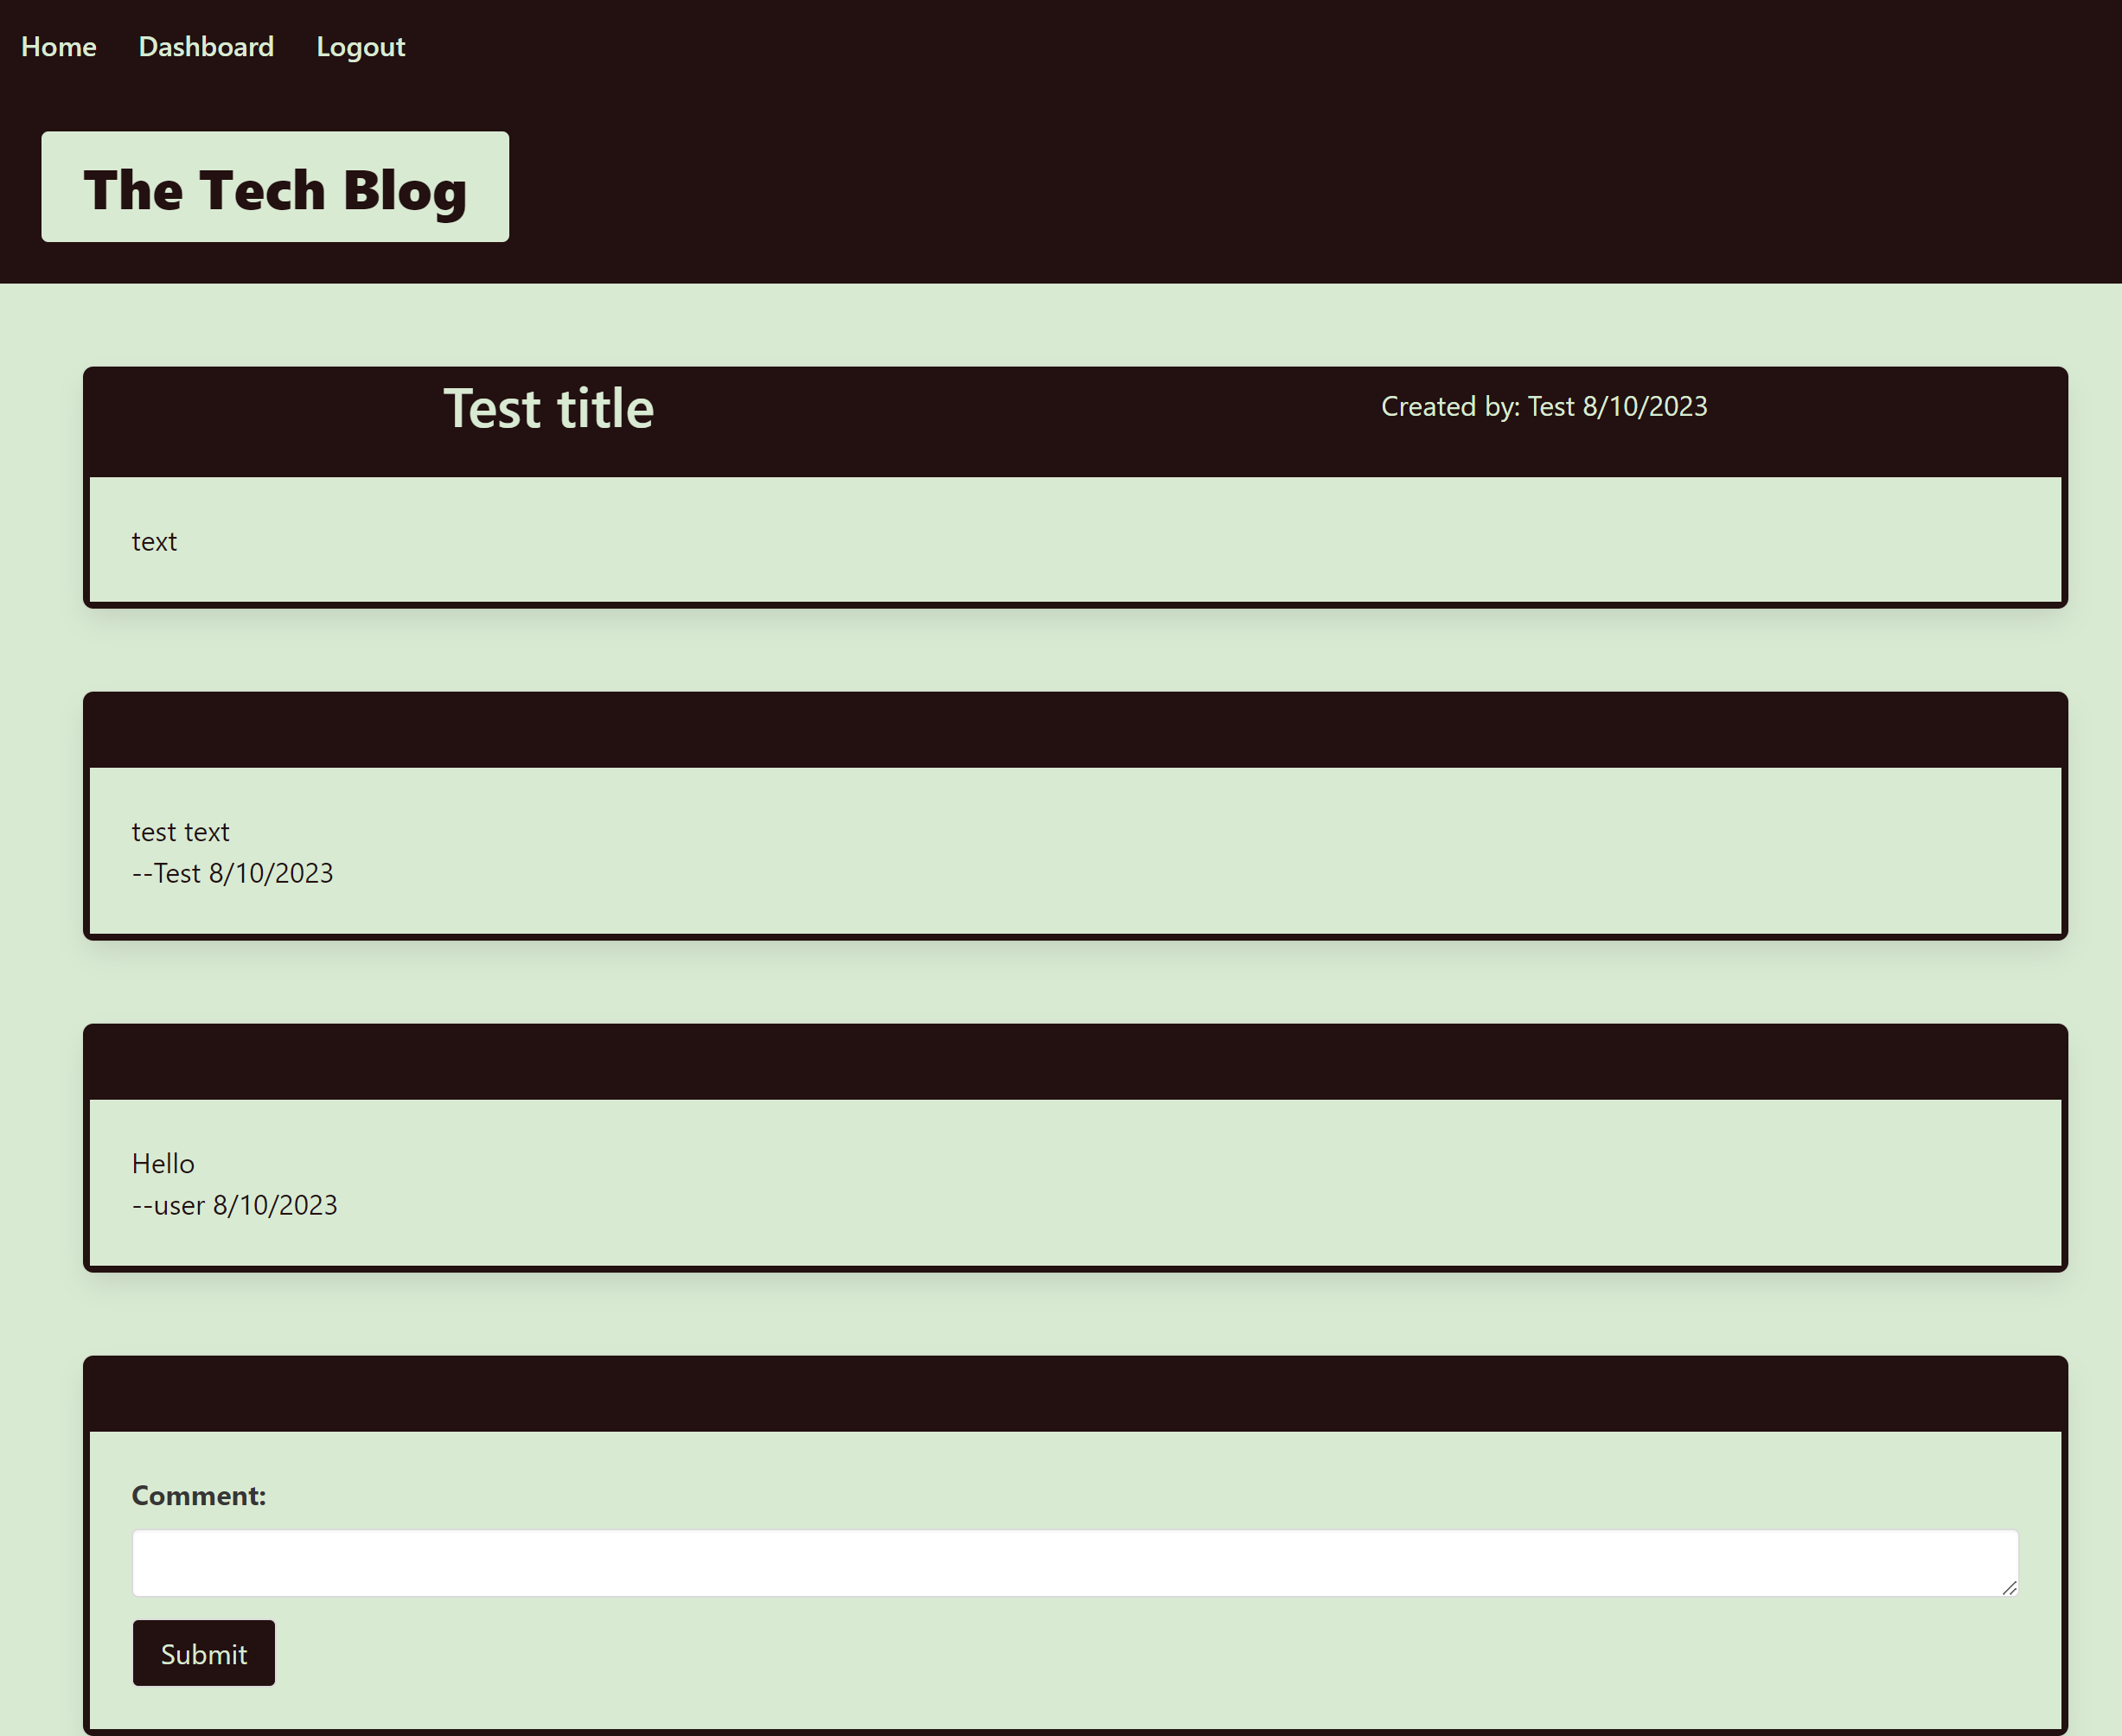 Home Dashboard Logout
The Tech Blog
Test title Created by: Test 8/10/2023
text
test text
--Test 8/10/2023
Hello
--user 8/10/2023
Comment:
Submit